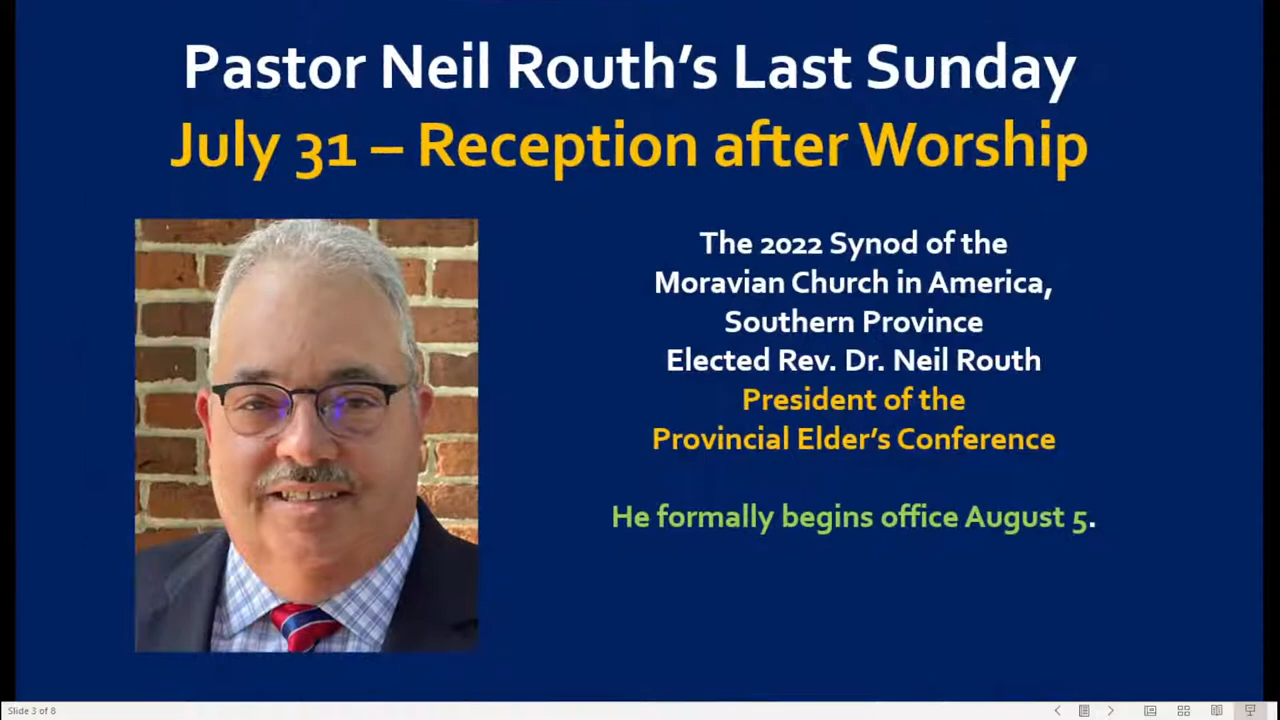 Pastor Neil Routh’s Last Sunday
July 31 – Reception after Worship
The 2022 Synod of the
Moravian Church in America,
Southern Province
Elected Rev. Dr. Neil Routh
President of the
Provincial Elder’s Conference
He formally begins office August 5.
Slide 3 of 8